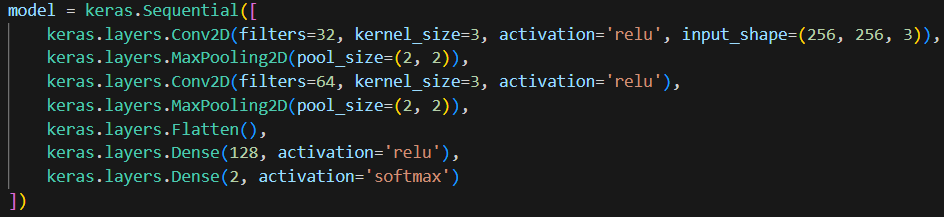 model = keras.Sequential([
    keras.layers.Conv2D(filters=32, kernel_size=3, activation='relu', input_shape=(256, 256, 3)),
    keras.layers.MaxPooling2D(pool_size=(2, 2)),
    keras.layers.Conv2D(filters=64, kernel_size=3, activation='relu'),
    keras.layers.MaxPooling2D(pool_size=(2, 2)),
    keras.layers.Flatten(),
    keras.layers.Dense(128, activation='relu'),
    keras.layers.Dense(2, activation='softmax')
])